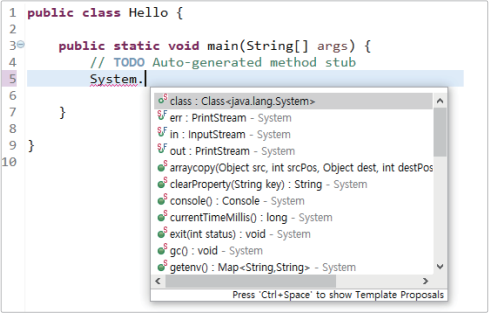 1 public class Hello {
2
3 public static void main(String[] args) {
4 // TODO Auto-generated method stub
5 System.
6
7 }
8
9 }
10
class : Class<java.lang.System>
err : PrintStream - System
in : InputStream - System
out : PrintStream - System
arraycopy(Object src, int srcPos, Object dest, int destPos
clearProperty(String key) : String - System
console() : Console - System
currentTimeMillis() : long - System
exit(int status) : void - System
gc() : void - System
getenv() : Map<String,String> - System
Press 'Ctrl+Space' to show Template Proposals